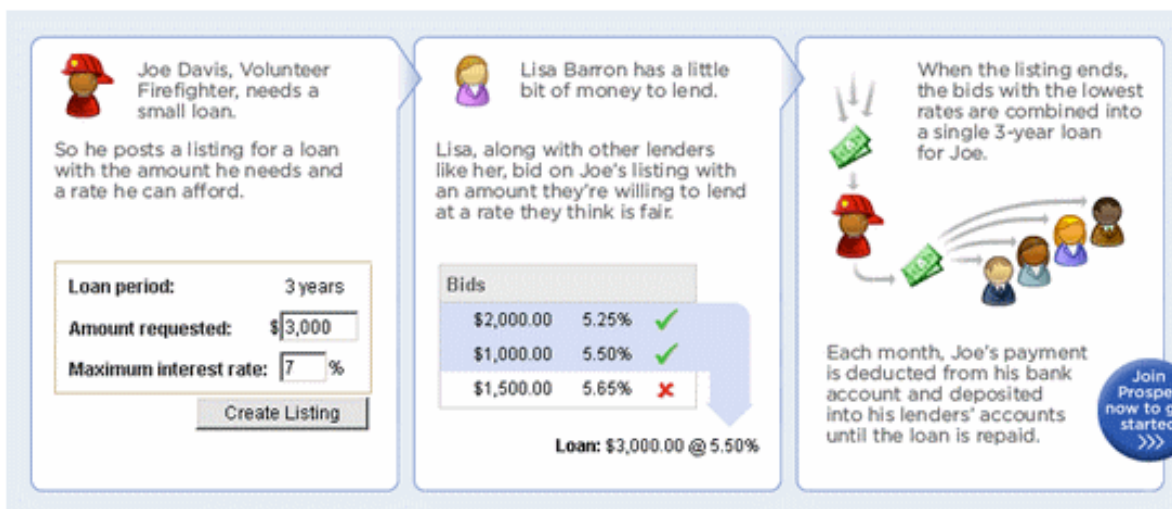 Joe Davis, Volunteer
Firefighter, needs a
small loan.
So he posts a listing for a loan
with the amount he needs and
a rate he can afford.
Loan period: 3 years
Amount requested: $ 3,000
Maximum interest rate: 7 %
Create Listing
Lisa Barron has a little
bit of money to lend.
Lisa, along with other lenders
like her, bid on Joe's listing with
an amount they're willing to lend
at a rate they think is fair.
Bids
$2,000.00 5.25% ✓
$1,000.00 5.50% ✓
$1,500.00 5.65% ✗
Loan: $3,000.00 @ 5.50%
When the listing ends,
the bids with the lowest
rates are combined into
a single 3-year loan
for Joe.
Each month, Joe's payment
is deducted from his bank
account and deposited
into his lenders' accounts
until the loan is repaid.
Join
Prospe
now to g
started
>>>